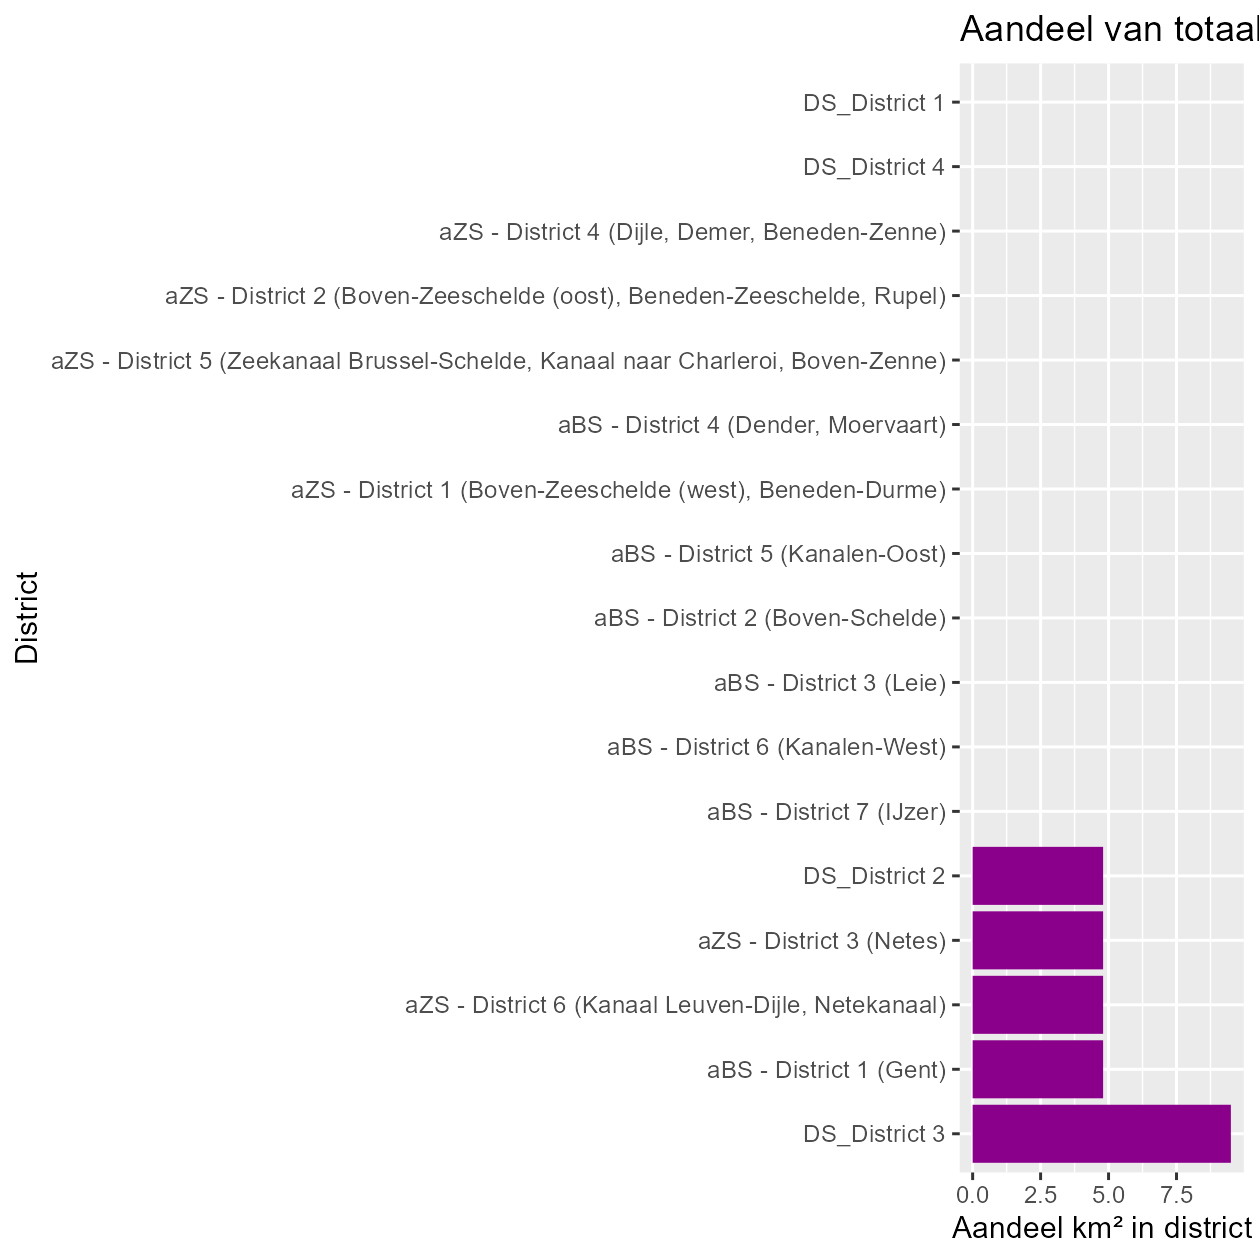 Aandeel van totaal
DS_District 1
DS_District 4
aZS - District 4 (Dijle, Demer, Beneden-Zenne)
aZS - District 2 (Boven-Zeeschelde (oost), Beneden-Zeeschelde, Rupel)
aZS - District 5 (Zeekanaal Brussel-Schelde, Kanaal naar Charleroi, Boven-Zenne)
aBS - District 4 (Dender, Moervaart)
aZS - District 1 (Boven-Zeeschelde (west), Beneden-Durme)
aBS - District 5 (Kanalen-Oost)
aBS - District 2 (Boven-Schelde)
aBS - District 3 (Leie)
aBS - District 6 (Kanalen-West)
aBS - District 7 (IJzer)
DS_District 2
aZS - District 3 (Netes)
aZS - District 6 (Kanaal Leuven-Dijle, Netekanaal)
aBS - District 1 (Gent)
DS_District 3
District
0.0 2.5 5.0 7.5
Aandeel km² in district